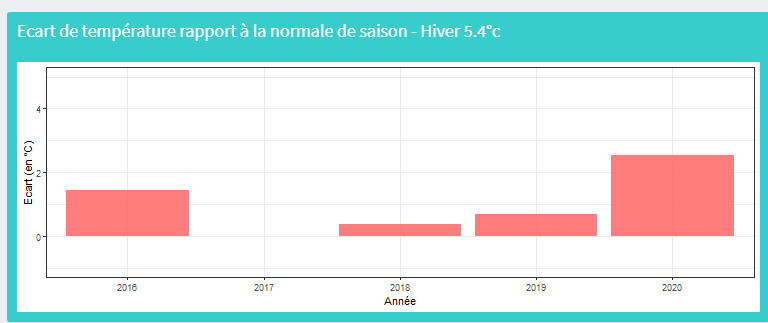 Ecart de température rapport à la normale de saison - Hiver 5.4°c
Ecart (en °C)
4
2
0
2016 2017 2018 2019 2020
Année